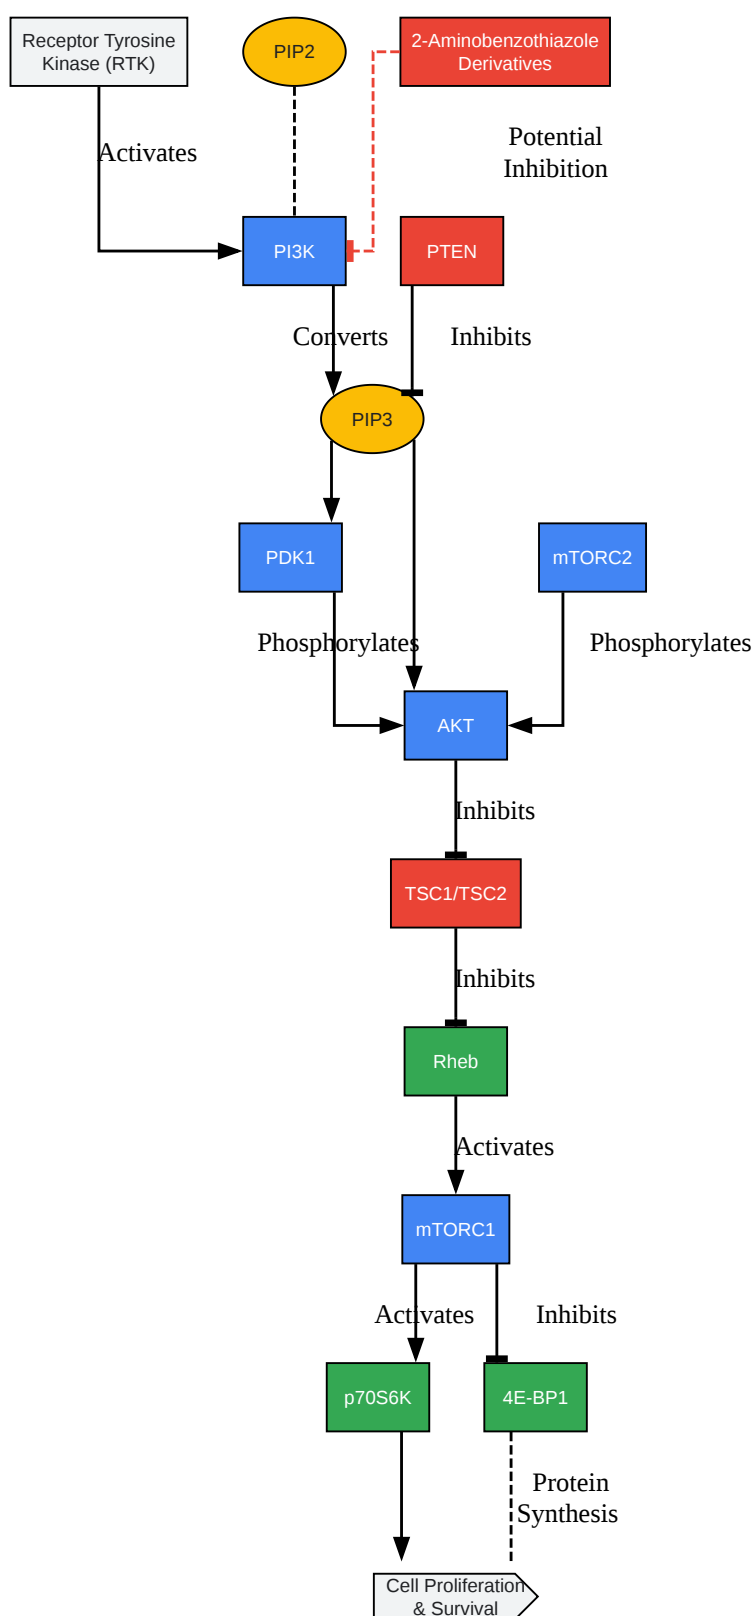 Receptor Tyrosine
Kinase (RTK)
PIP2
2-Aminobenzothiazole
Derivatives
Activates
Potential
Inhibition
PI3K
PTEN
Converts
Inhibits
PIP3
PDK1
mTORC2
Phosphorylates
Phosphorylates
AKT
Inhibits
TSC1/TSC2
Inhibits
Rheb
Activates
mTORC1
Activates
Inhibits
p70S6K
4E-BP1
Protein
Synthesis
Cell Proliferation
& Survival